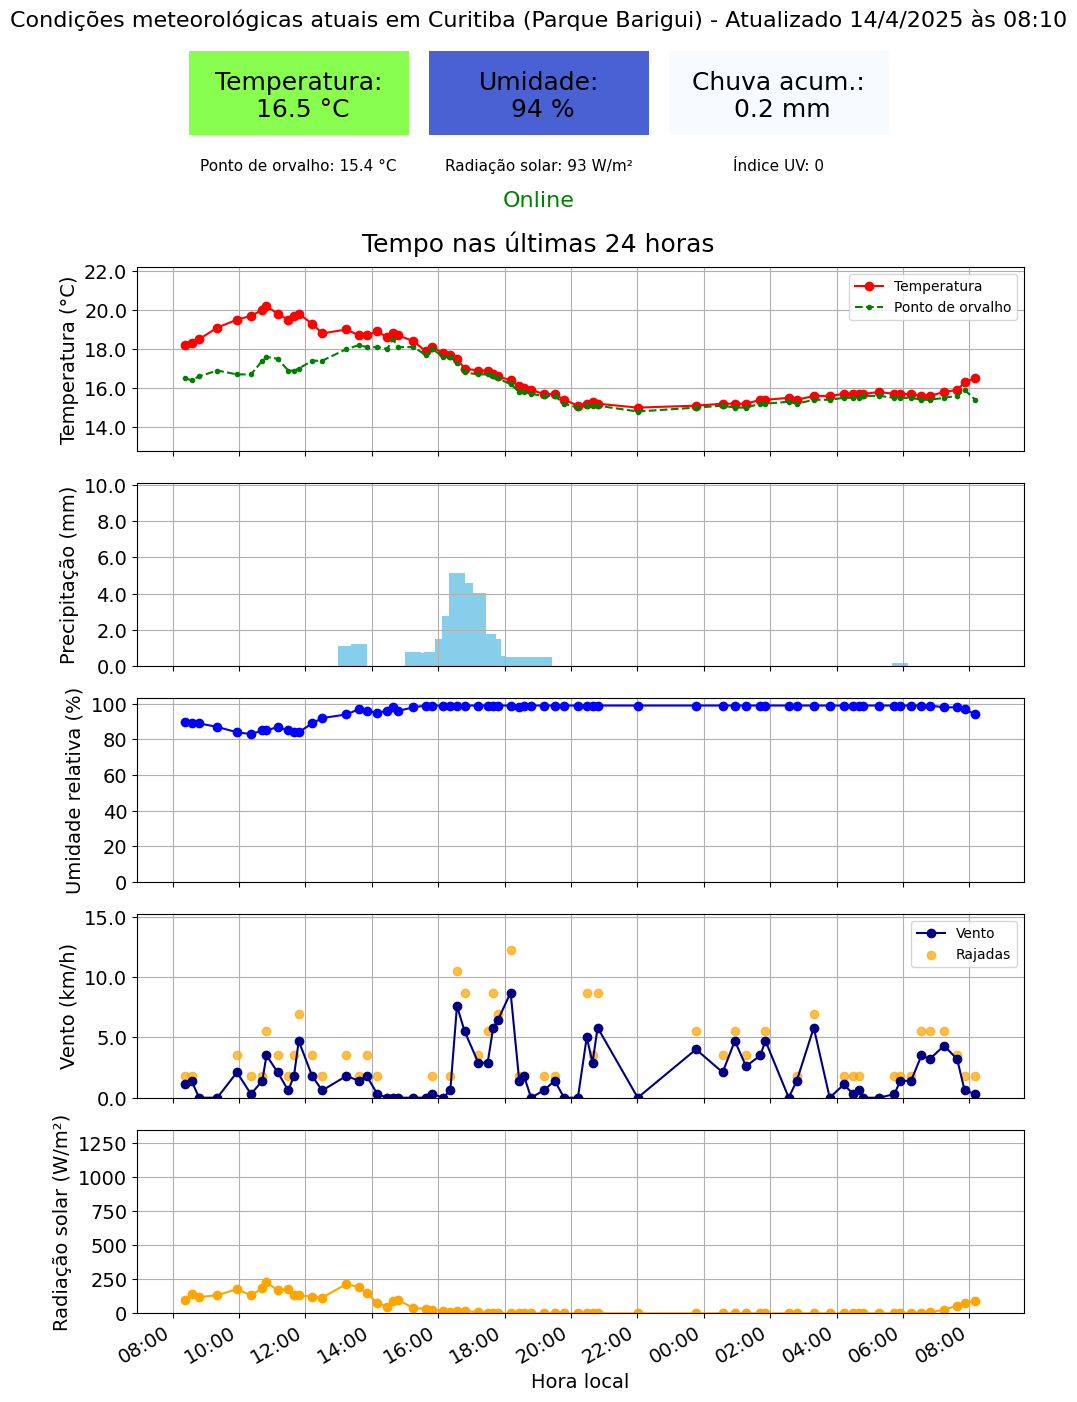 Condições meteorológicas atuais em Curitiba (Parque Barigui) - Atualizado 14/4/2025 às 08:10
Temperatura:
16.5 °C
Umidade:
94 %
Chuva acum.:
0.2 mm
Ponto de orvalho: 15.4 °C
Radiação solar: 93 W/m²
Índice UV: 0
Online
Tempo nas últimas 24 horas
Temperatura (°C)
22.0
20.0
18.0
16.0
14.0
Temperatura
Ponto de orvalho
Precipitação (mm)
10.0
8.0
6.0
4.0
2.0
0.0
Umidade relativa (%)
100
80
60
40
20
0
Vento (km/h)
15.0
10.0
5.0
0.0
Vento
Rajadas
Radiação solar (W/m²)
1250
1000
750
500
250
0
08:00
10:00
12:00
14:00
16:00
18:00
20:00
22:00
00:00
02:00
04:00
06:00
08:00
Hora local